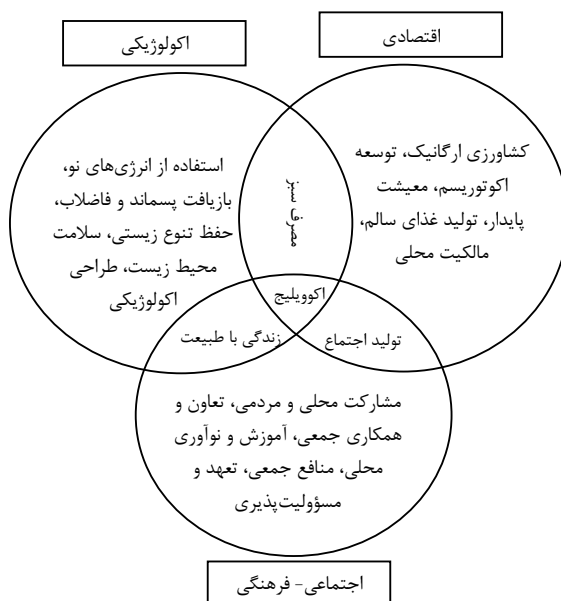 اقتصادی
اکولوژیکی
کشاورزی ارگانیک، توسعه
اکوتوریسم، معیشت
پایدار، تولید غذای سالم،
مالکیت محلی
مصرف سبز
استفاده از انرژی‌های نو،
بازیافت پسماند و فاضلاب،
حفظ تنوع زیستی، سلامت
محیط زیست، طراحی
اکولوژیکی
اکوویلیج
تولید اجتماع
زندگی با طبیعت
مشارکت محلی و مردمی، تعاون و
همکاری جمعی، آموزش و نوآوری
محلی، منافع جمعی، تعهد و
مسؤولیت‌پذیری
اجتماعی- فرهنگی